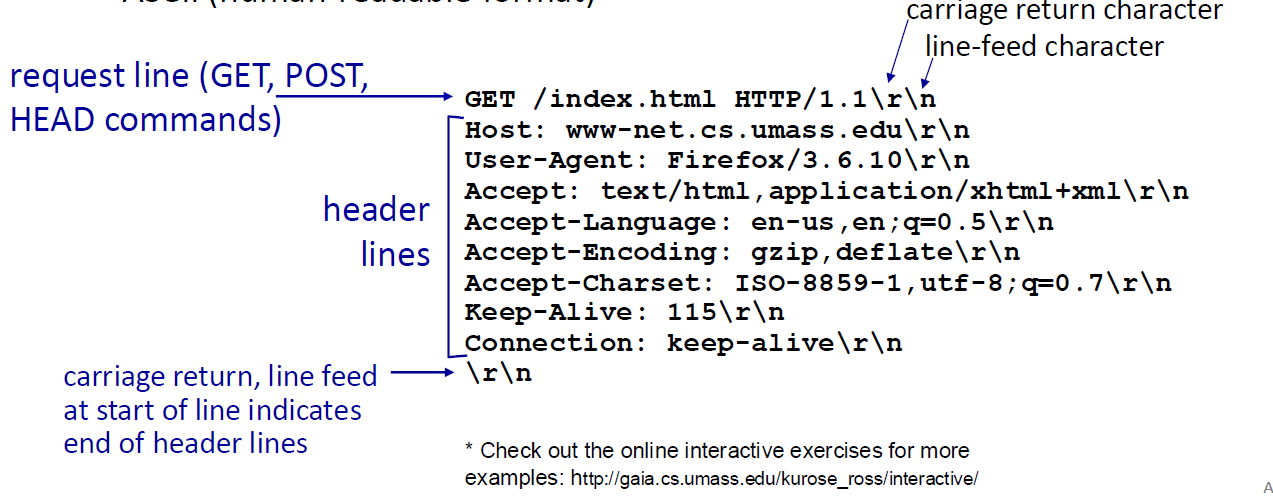 ASCII (human-readable format)
carriage return character
line-feed character
request line (GET, POST,
HEAD commands)
GET /index.html HTTP/1.1\r\n
Host: www-net.cs.umass.edu\r\n
User-Agent: Firefox/3.6.10\r\n
Accept: text/html,application/xhtml+xml\r\n
header
lines
Accept-Language: en-us,en;q=0.5\r\n
Accept-Encoding: gzip,deflate\r\n
Accept-Charset: ISO-8859-1,utf-8;q=0.7\r\n
Keep-Alive: 115\r\n
Connection: keep-alive\r\n
\r\n
carriage return, line feed
at start of line indicates
end of header lines
* Check out the online interactive exercises for more
examples: http://gaia.cs.umass.edu/kurose_ross/interactive/
A